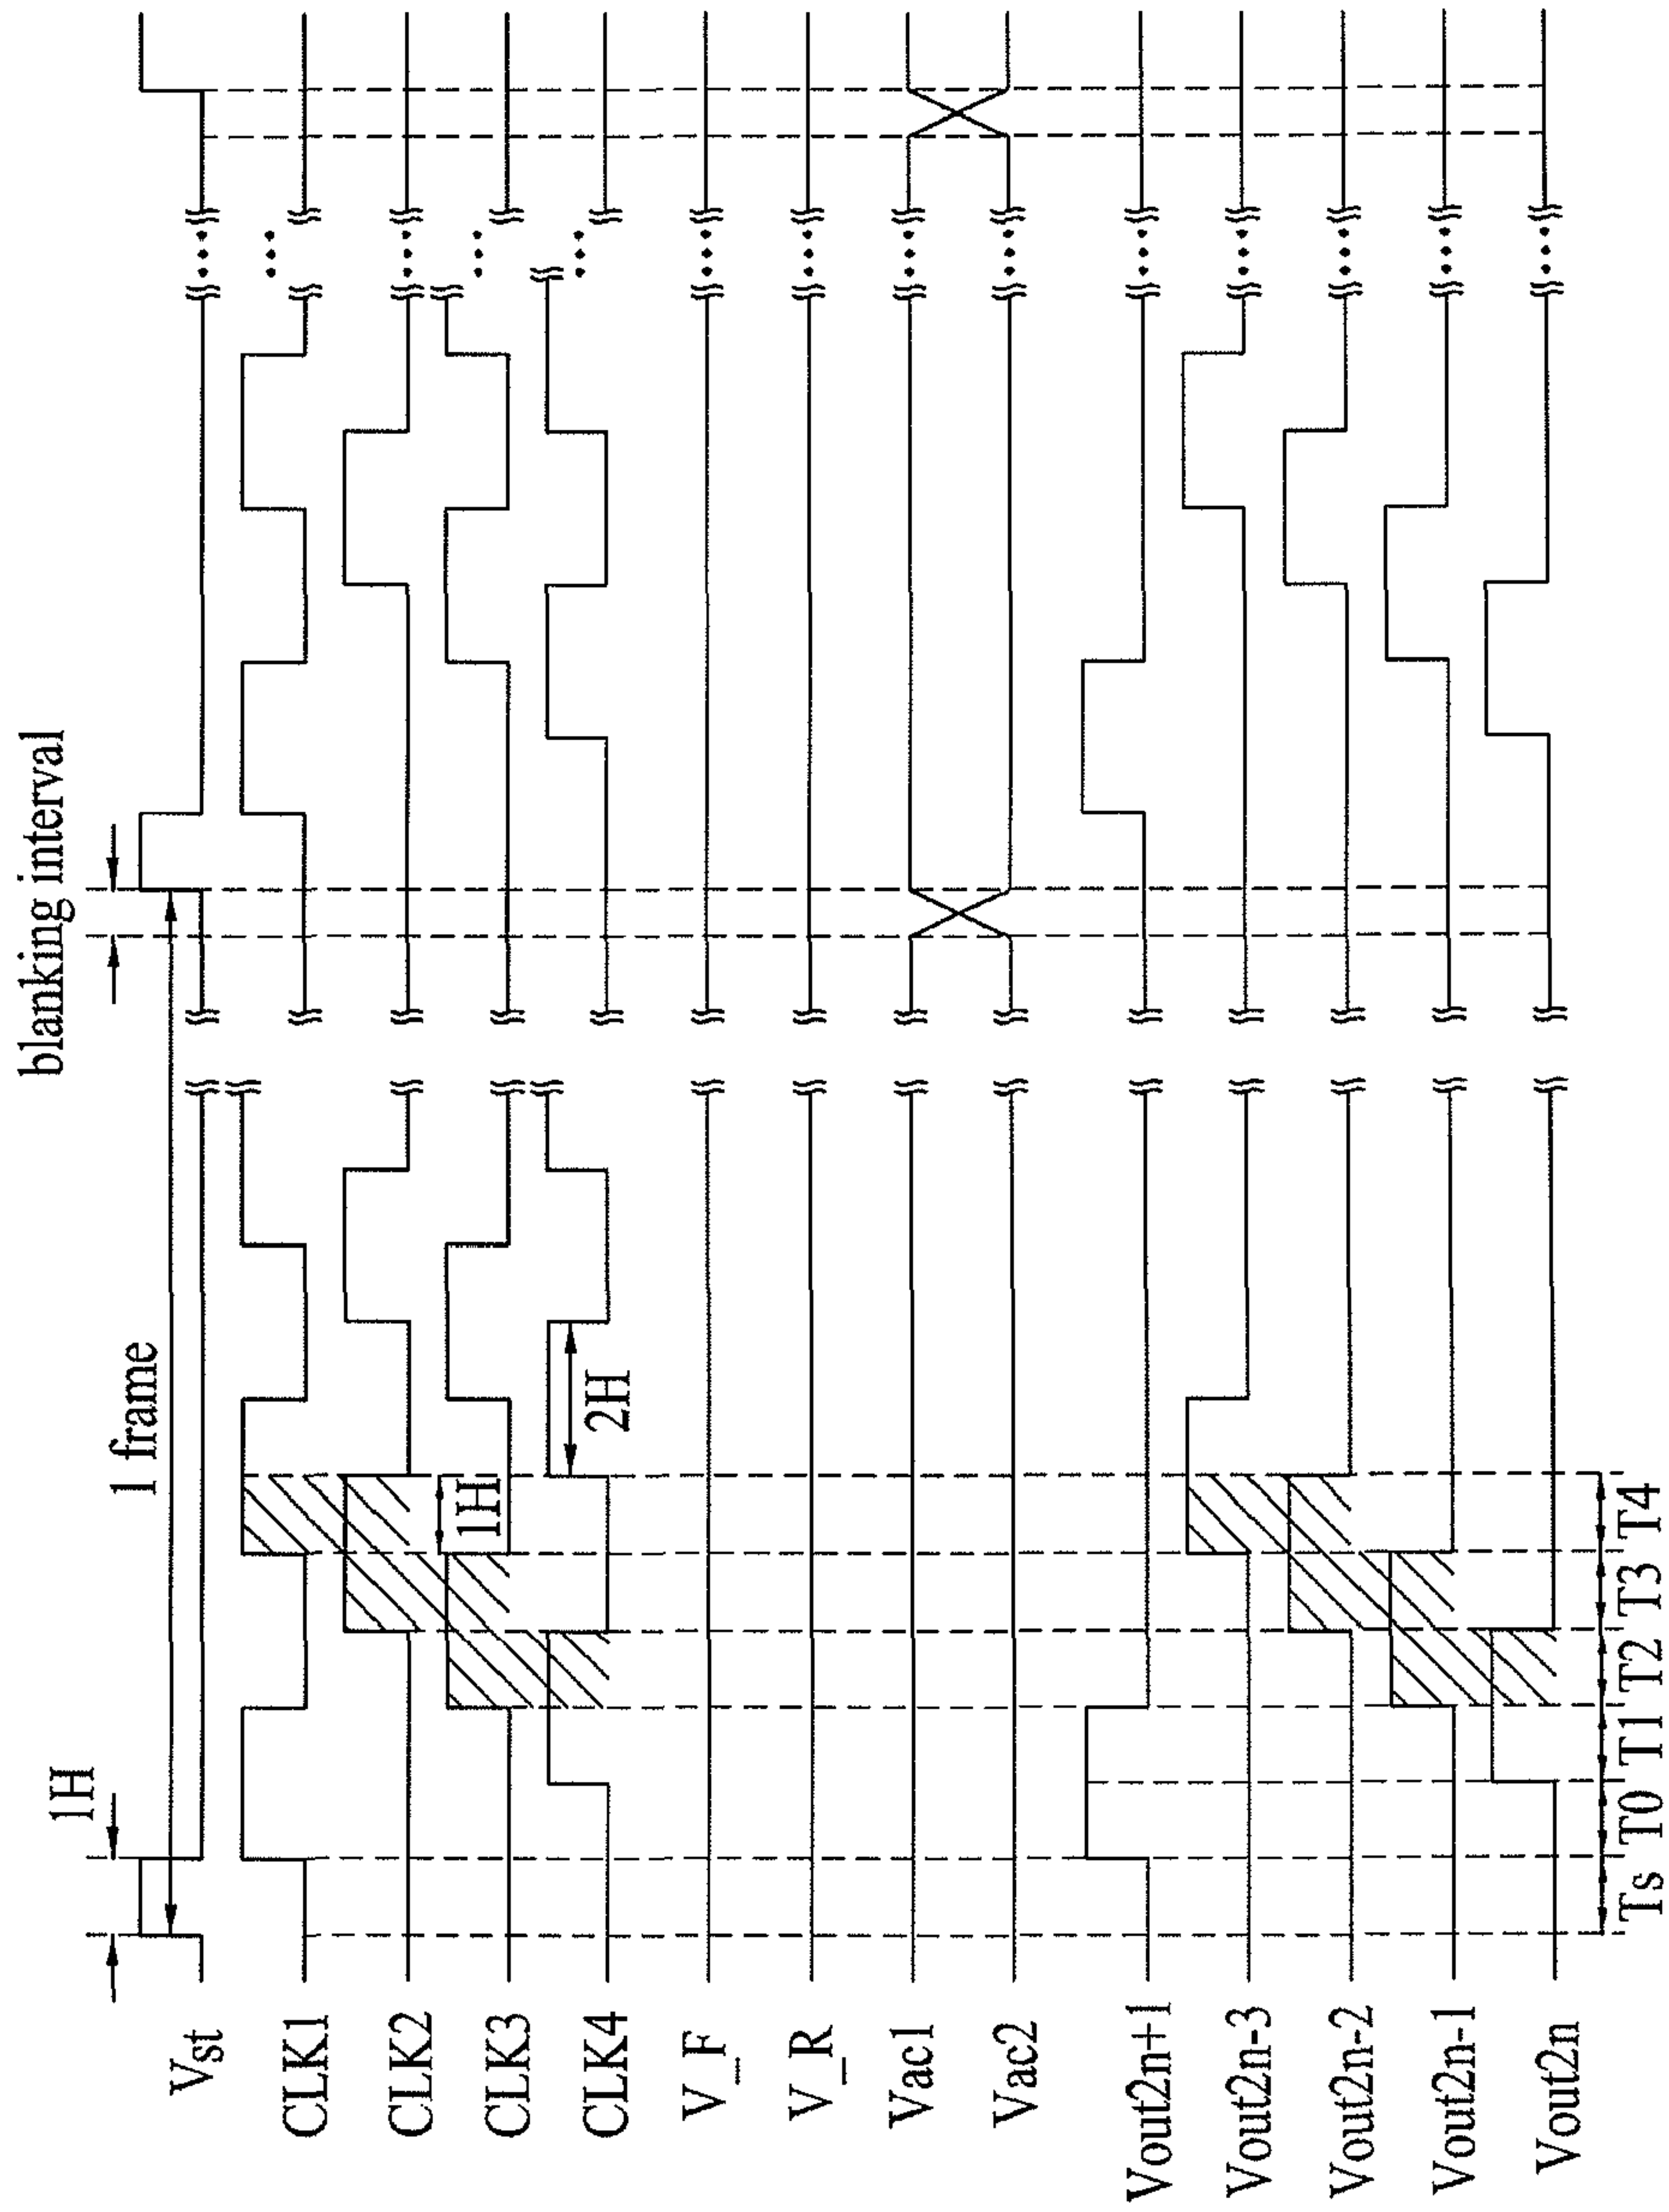 blanking interval
1 frame
1H
Vst
CLK1
CLK2
CLK3
CLK4
1H
2H
V_F
V_R
Vac1
Vac2
Vout2n+1
Vout2n-3
Vout2n-2
Vout2n-1
Vout2n
Ts T0 T1 T2 T3 T4